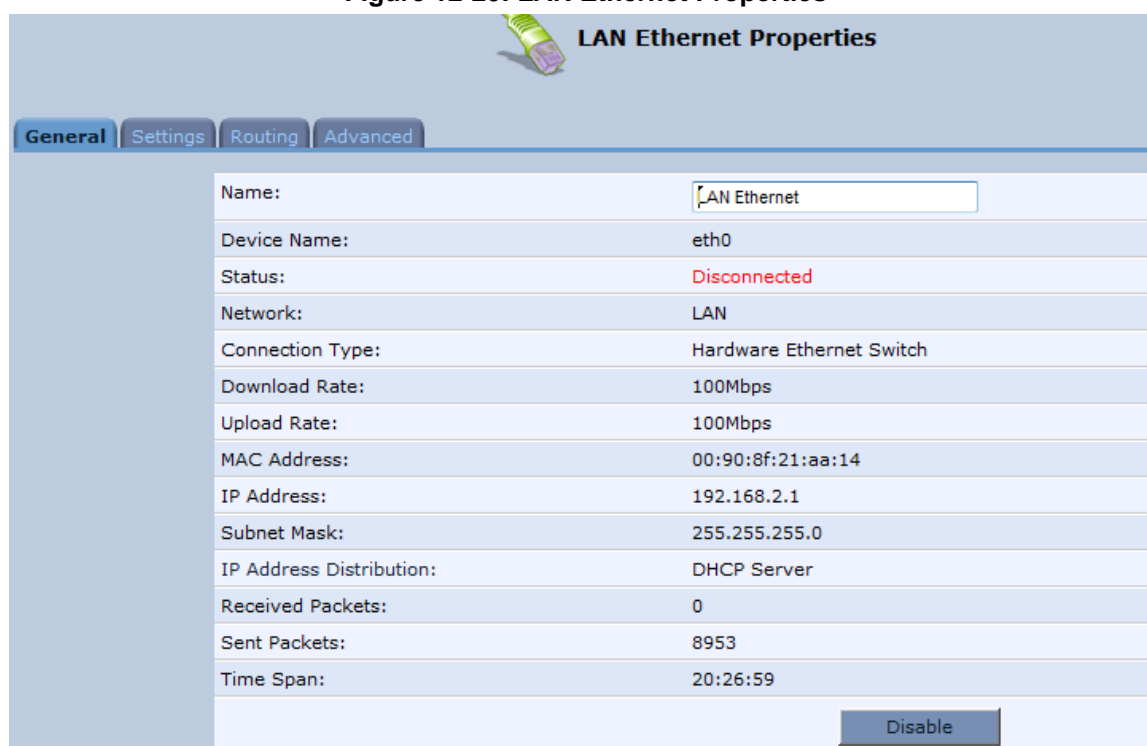 LAN Ethernet Properties
General Settings Routing Advanced
Name: LAN Ethernet
Device Name: eth0
Status: Disconnected
Network: LAN
Connection Type: Hardware Ethernet Switch
Download Rate: 100Mbps
Upload Rate: 100Mbps
MAC Address: 00:90:8f:21:aa:14
IP Address: 192.168.2.1
Subnet Mask: 255.255.255.0
IP Address Distribution: DHCP Server
Received Packets: 0
Sent Packets: 8953
Time Span: 20:26:59
Disable